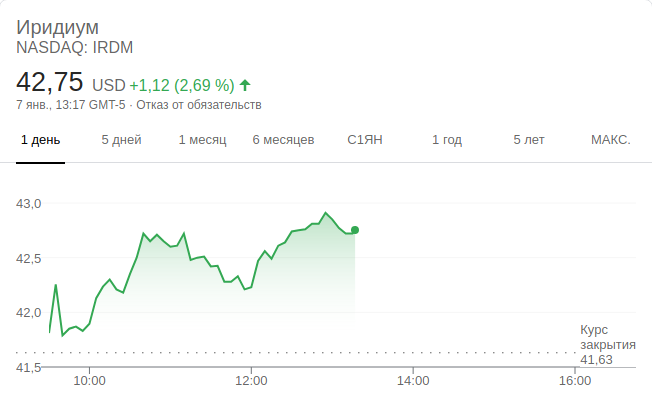 Иридиум
NASDAQ: IRDM
42,75 USD +1,12 (2,69 %)
7 янв., 13:17 GMT-5 · Отказ от обязательств
1 день 5 дней 1 месяц 6 месяцев С1ЯН 1 год 5 лет МАКС.
43,0
42,5
42,0
41,5
Курс
закрытия
41,63
10:00 12:00 14:00 16:00